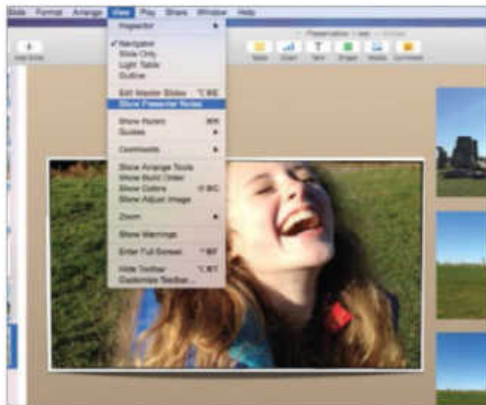 Slide Format Arrange View Play Share Window Help
Inspector
✓ Navigator
Slide Only
Light Table
Outline
Edit Master Slides ⌥⌘E
Show Presenter Notes
Show Rulers ⌘R
Guides
Comments
Show Arrange Tools
Show Build Order
Show Colors ⇧⌘C
Show Adjust Image
Zoom
Show Warnings
Enter Full Screen ^⌘F
Hide Toolbar ⌥⌘T
Customize Toolbar...
Add Slide
Table Chart Text Shape Media Comment